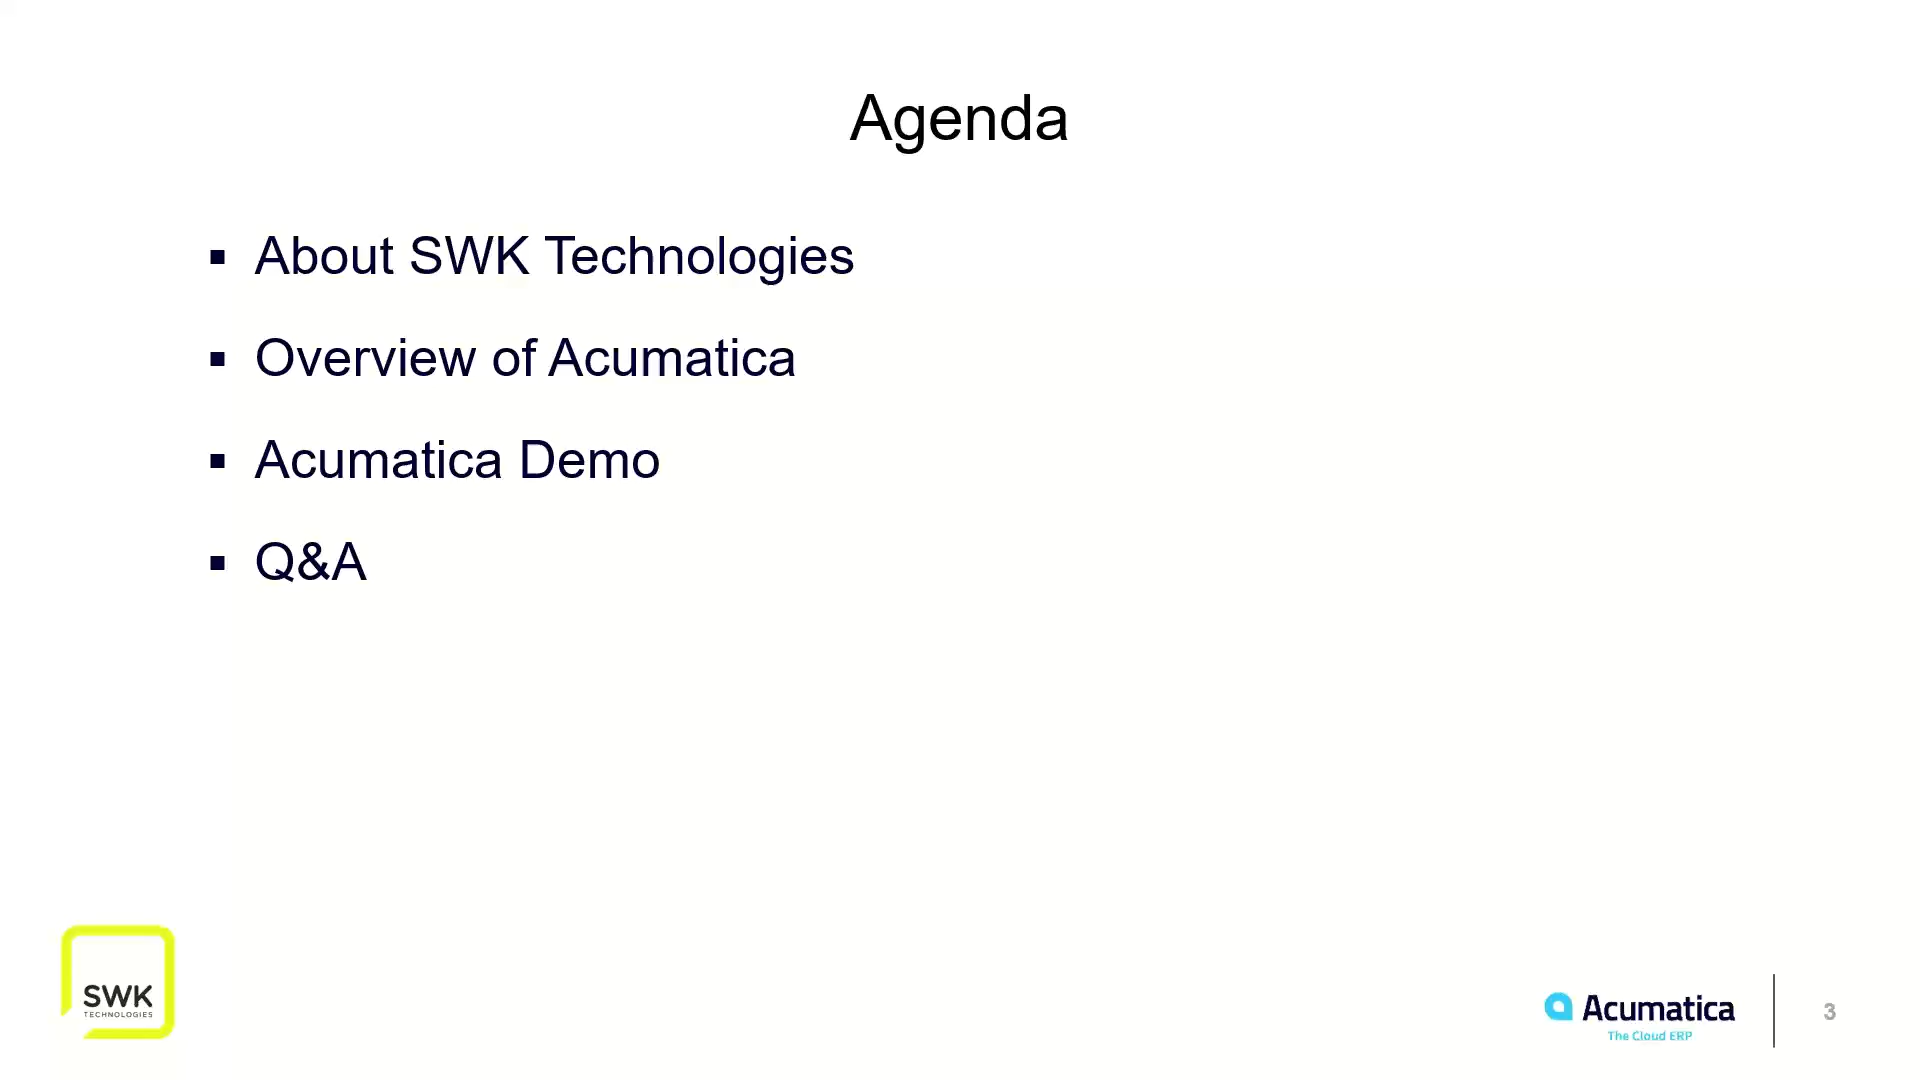 Agenda
▪ About SWK Technologies
▪ Overview of Acumatica
▪ Acumatica Demo
▪ Q&A
SWK
TECHNOLOGIES
Acumatica
The Cloud ERP
3